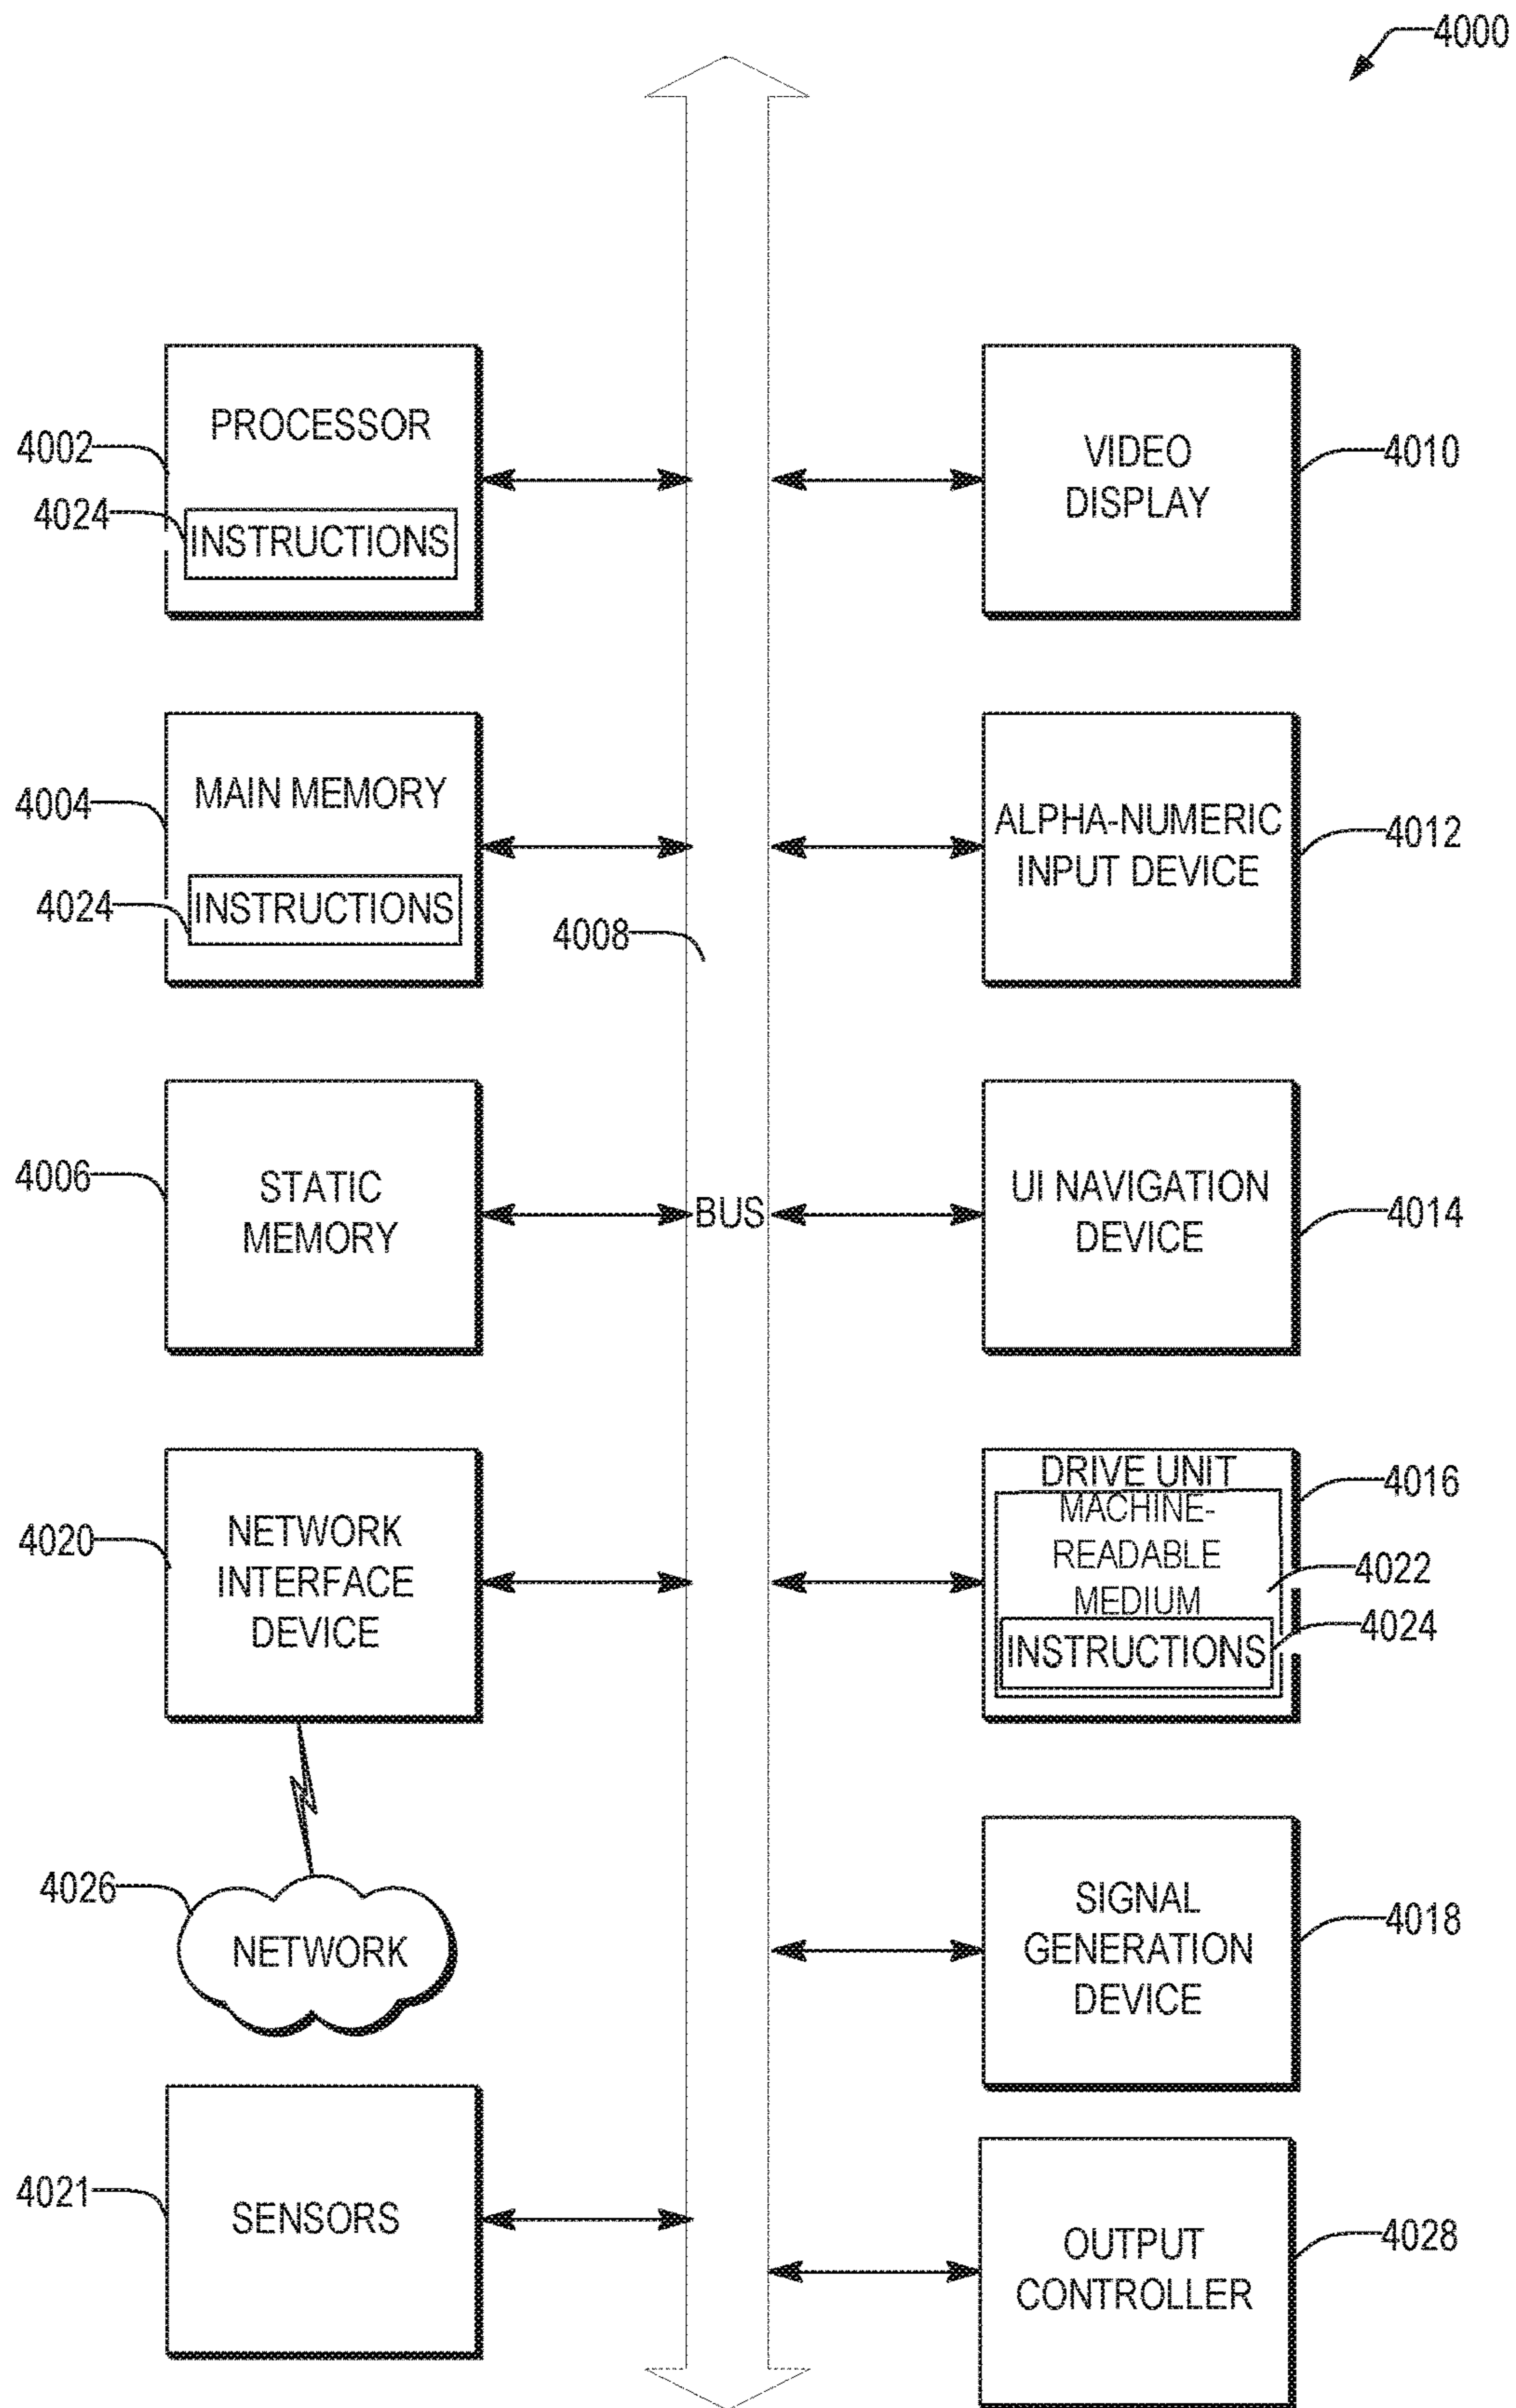 4000
PROCESSOR
4002
4024
INSTRUCTIONS
MAIN MEMORY
4004
4024
INSTRUCTIONS
STATIC
MEMORY
4006
NETWORK
INTERFACE
DEVICE
4020
4026
NETWORK
4021
SENSORS
4008
BUS
VIDEO
DISPLAY
4010
ALPHA-NUMERIC
INPUT DEVICE
4012
UI NAVIGATION
DEVICE
4014
DRIVE UNIT
4016
MACHINE-
READABLE
MEDIUM
4022
INSTRUCTIONS
4024
SIGNAL
GENERATION
DEVICE
4018
OUTPUT
CONTROLLER
4028